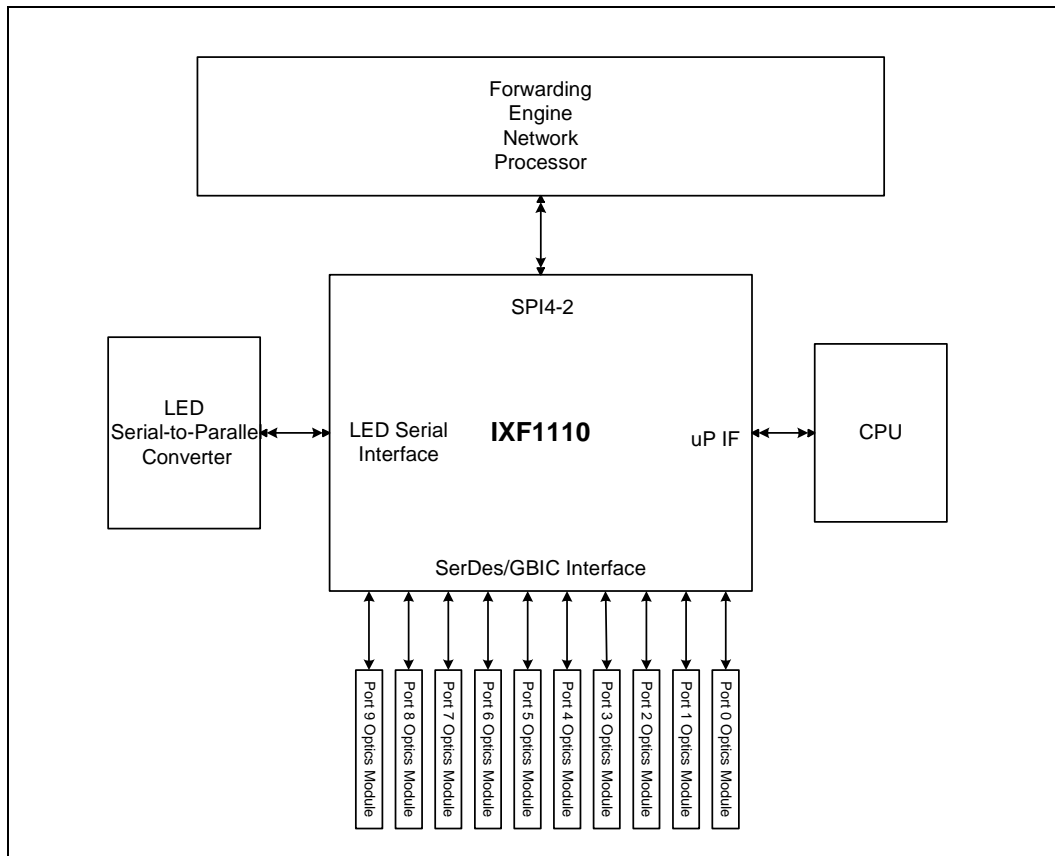 Forwarding
Engine
Network
Processor
SPI4-2
LED
Serial-to-Parallel
Converter
LED Serial
Interface
IXF1110
uP IF
CPU
SerDes/GBIC Interface
Port 9 Optics Module
Port 8 Optics Module
Port 7 Optics Module
Port 6 Optics Module
Port 5 Optics Module
Port 4 Optics Module
Port 3 Optics Module
Port 2 Optics Module
Port 1 Optics Module
Port 0 Optics Module